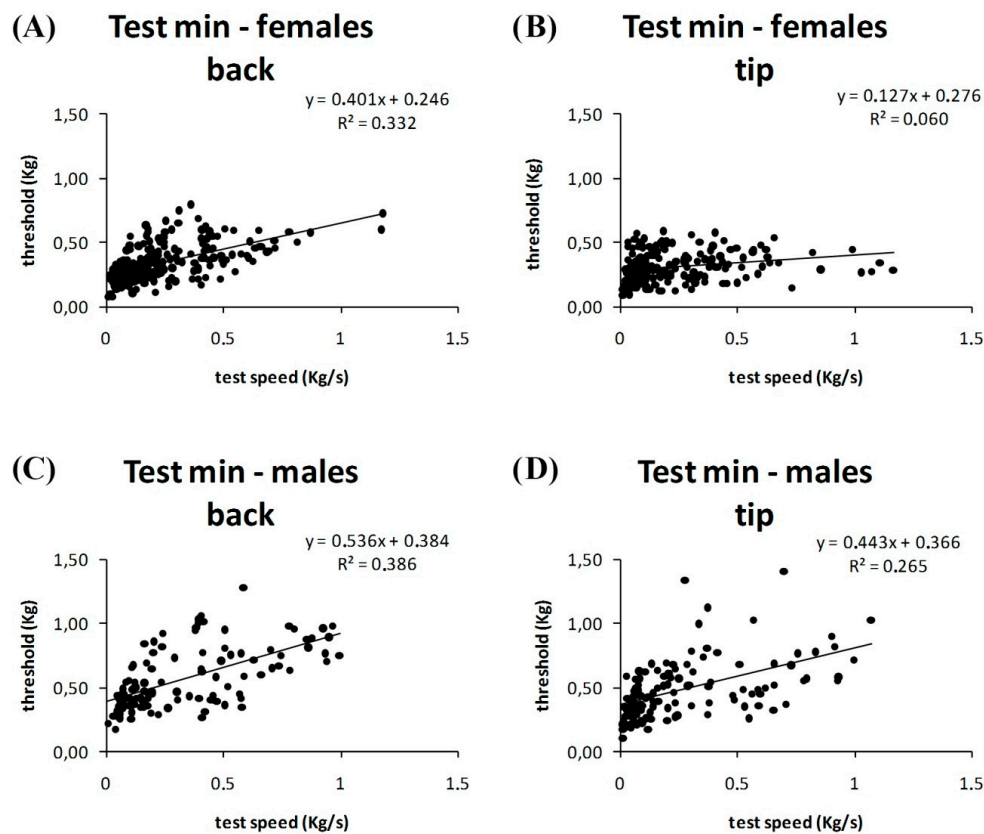 (A) Test min - females
back
y = 0.401x + 0.246
R² = 0.332
1,50
1,00
0,50
0,00
threshold (Kg)
0 0.5 1 1.5
test speed (Kg/s)
(B) Test min - females
tip
y = 0.127x + 0.276
R² = 0.060
1,50
1,00
0,50
0,00
threshold (Kg)
0 0.5 1 1.5
test speed (Kg/s)
(C) Test min - males
back
y = 0.536x + 0.384
R² = 0.386
1,50
1,00
0,50
0,00
threshold (Kg)
0 0.5 1 1.5
test speed (Kg/s)
(D) Test min - males
tip
y = 0.443x + 0.366
R² = 0.265
1,50
1,00
0,50
0,00
threshold (Kg)
0 0.5 1 1.5
test speed (Kg/s)